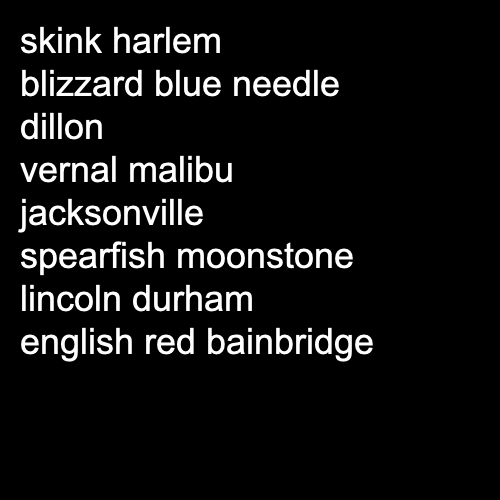 skink harlem
blizzard blue needle
dillon
vernal malibu
jacksonville
spearfish moonstone
lincoln durham
english red bainbridge